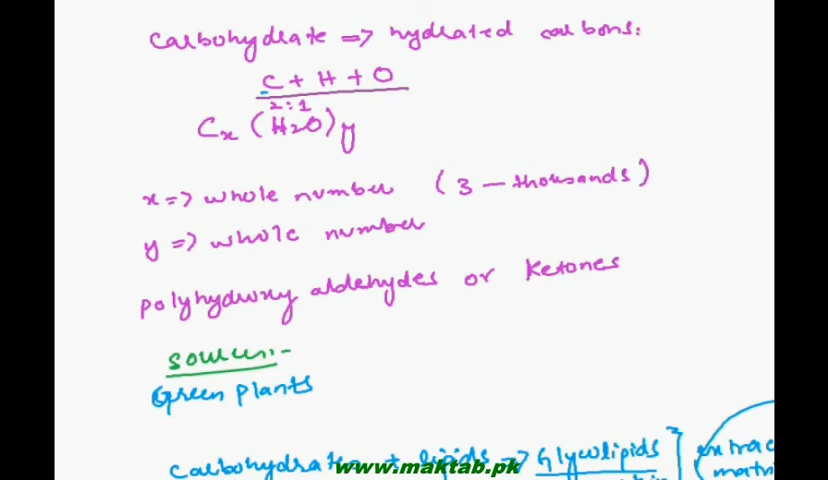 Carbohydrate => hydrated carbons:
C + H + O
2:1
Cx (H2O)y
x => whole number (3 - thousands)
y => whole number
polyhydroxy aldehydes or Ketones
Green plants
carbohydrates + lipids => Glycolipids
www.maktab.pk